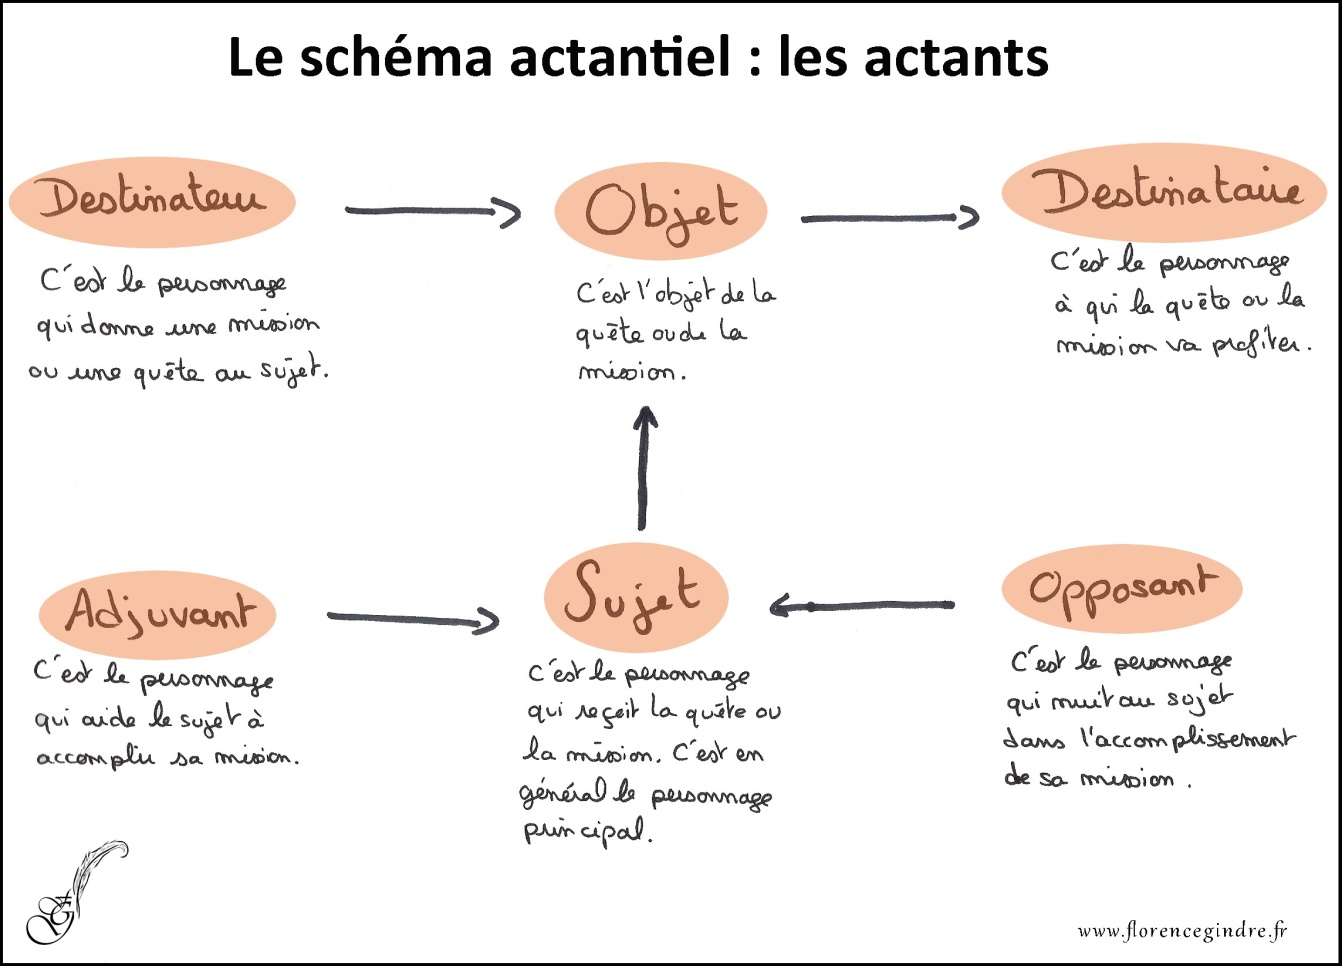 Le schéma actantiel : les actants
Destinateur
Objet
Destinataire
C'est le personnage
qui donne une mission
ou une quête au sujet.
C'est l'objet de la
quête ou de la
mission.
C'est le personnage
à qui la quête ou la
mission va profiter.
Adjuvant
Sujet
Opposant
C'est le personnage
qui aide le sujet à
accomplir sa mission.
C'est le personnage
qui reçoit la quête ou
la mission. C'est en
général le personnage
principal.
C'est le personnage
qui nuit au sujet
dans l'accomplissement
de sa mission.
www.florencegindre.fr